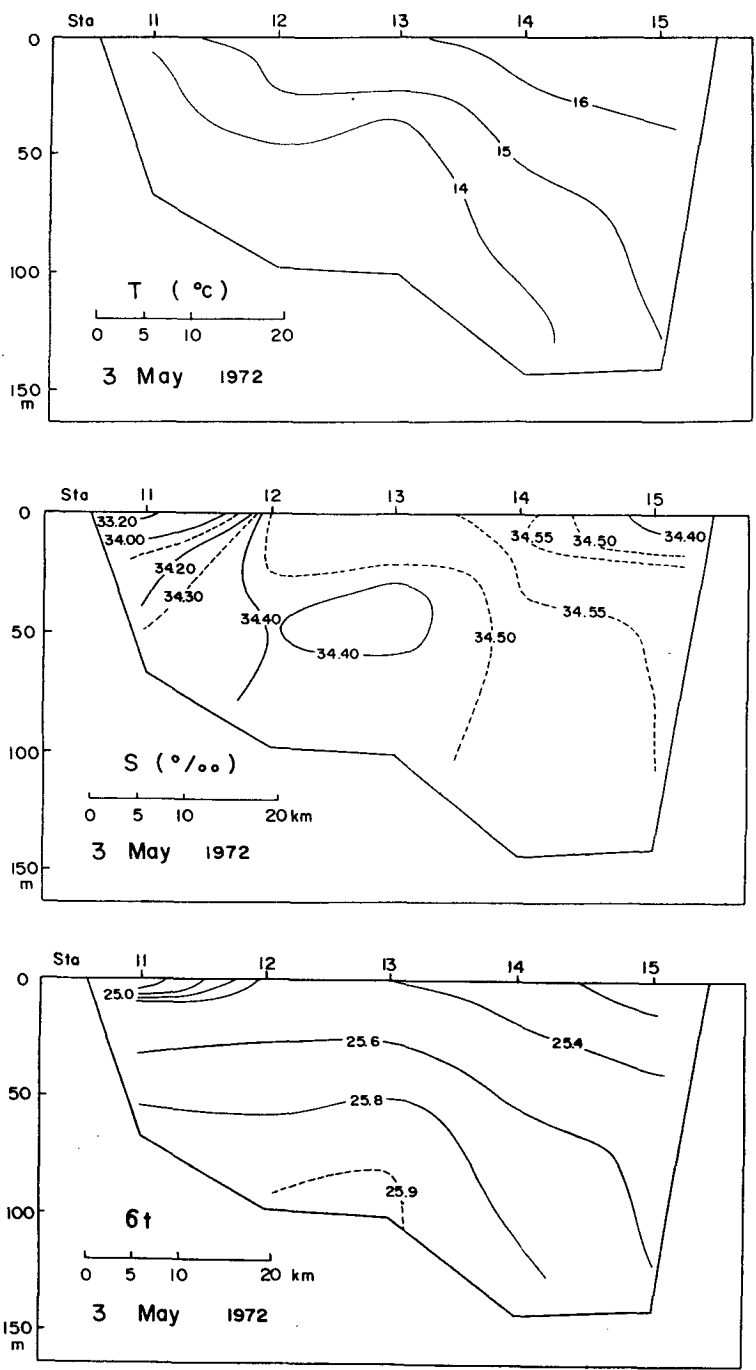 Sta 11 12 13 14 15
0
16
50
15
14
100
T (°C)
0 5 10 20
3 May 1972
150
m
Sta 11 12 13 14 15
0
33.20
34.00
34.55 34.50 34.40
34.20
34.30
34.40
34.55
50
34.40
34.50
100
S (°/oo)
0 5 10 20 km
3 May 1972
150
m
Sta 11 12 13 14 15
0
25.0
25.6
25.4
50
25.8
25.9
100
6t
0 5 10 20 km
3 May 1972
150
m